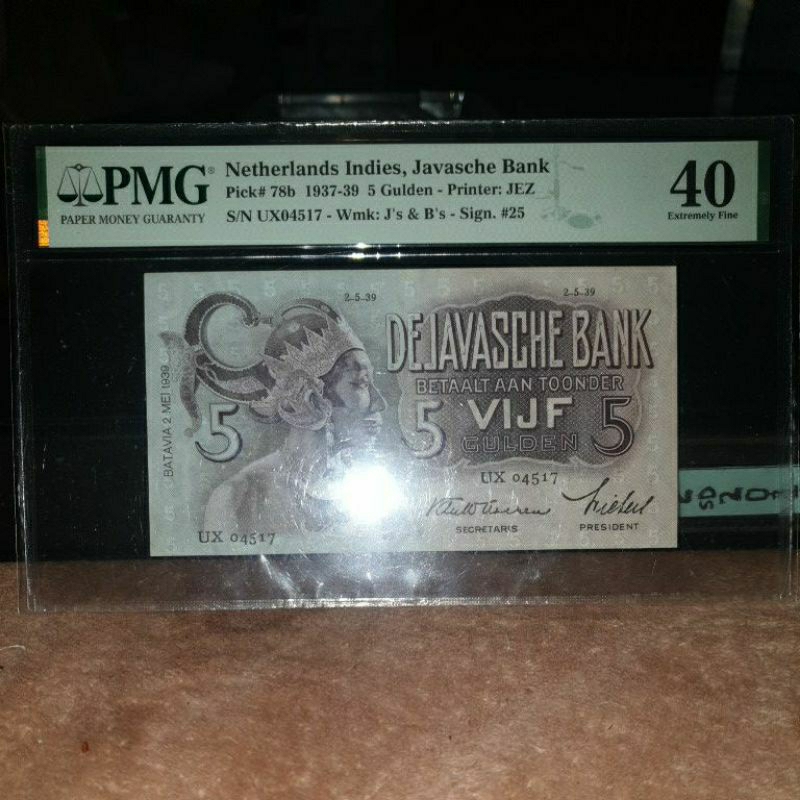 PMG®
PAPER MONEY GUARANTY
Netherlands Indies, Javasche Bank
Pick# 78b 1937-39 5 Gulden - Printer: JEZ
S/N UX04517 - Wmk: J's & B's - Sign. #25
40
Extremely Fine
2-5-39
2-5-39
DE JAVASCHE BANK
BETAALT AAN TOONDER
5
5 VIJF 5
GULDEN
BATAVIA 2 MEI 1939
UX 04517
UX 04517
SECRETARIS
PRESIDENT